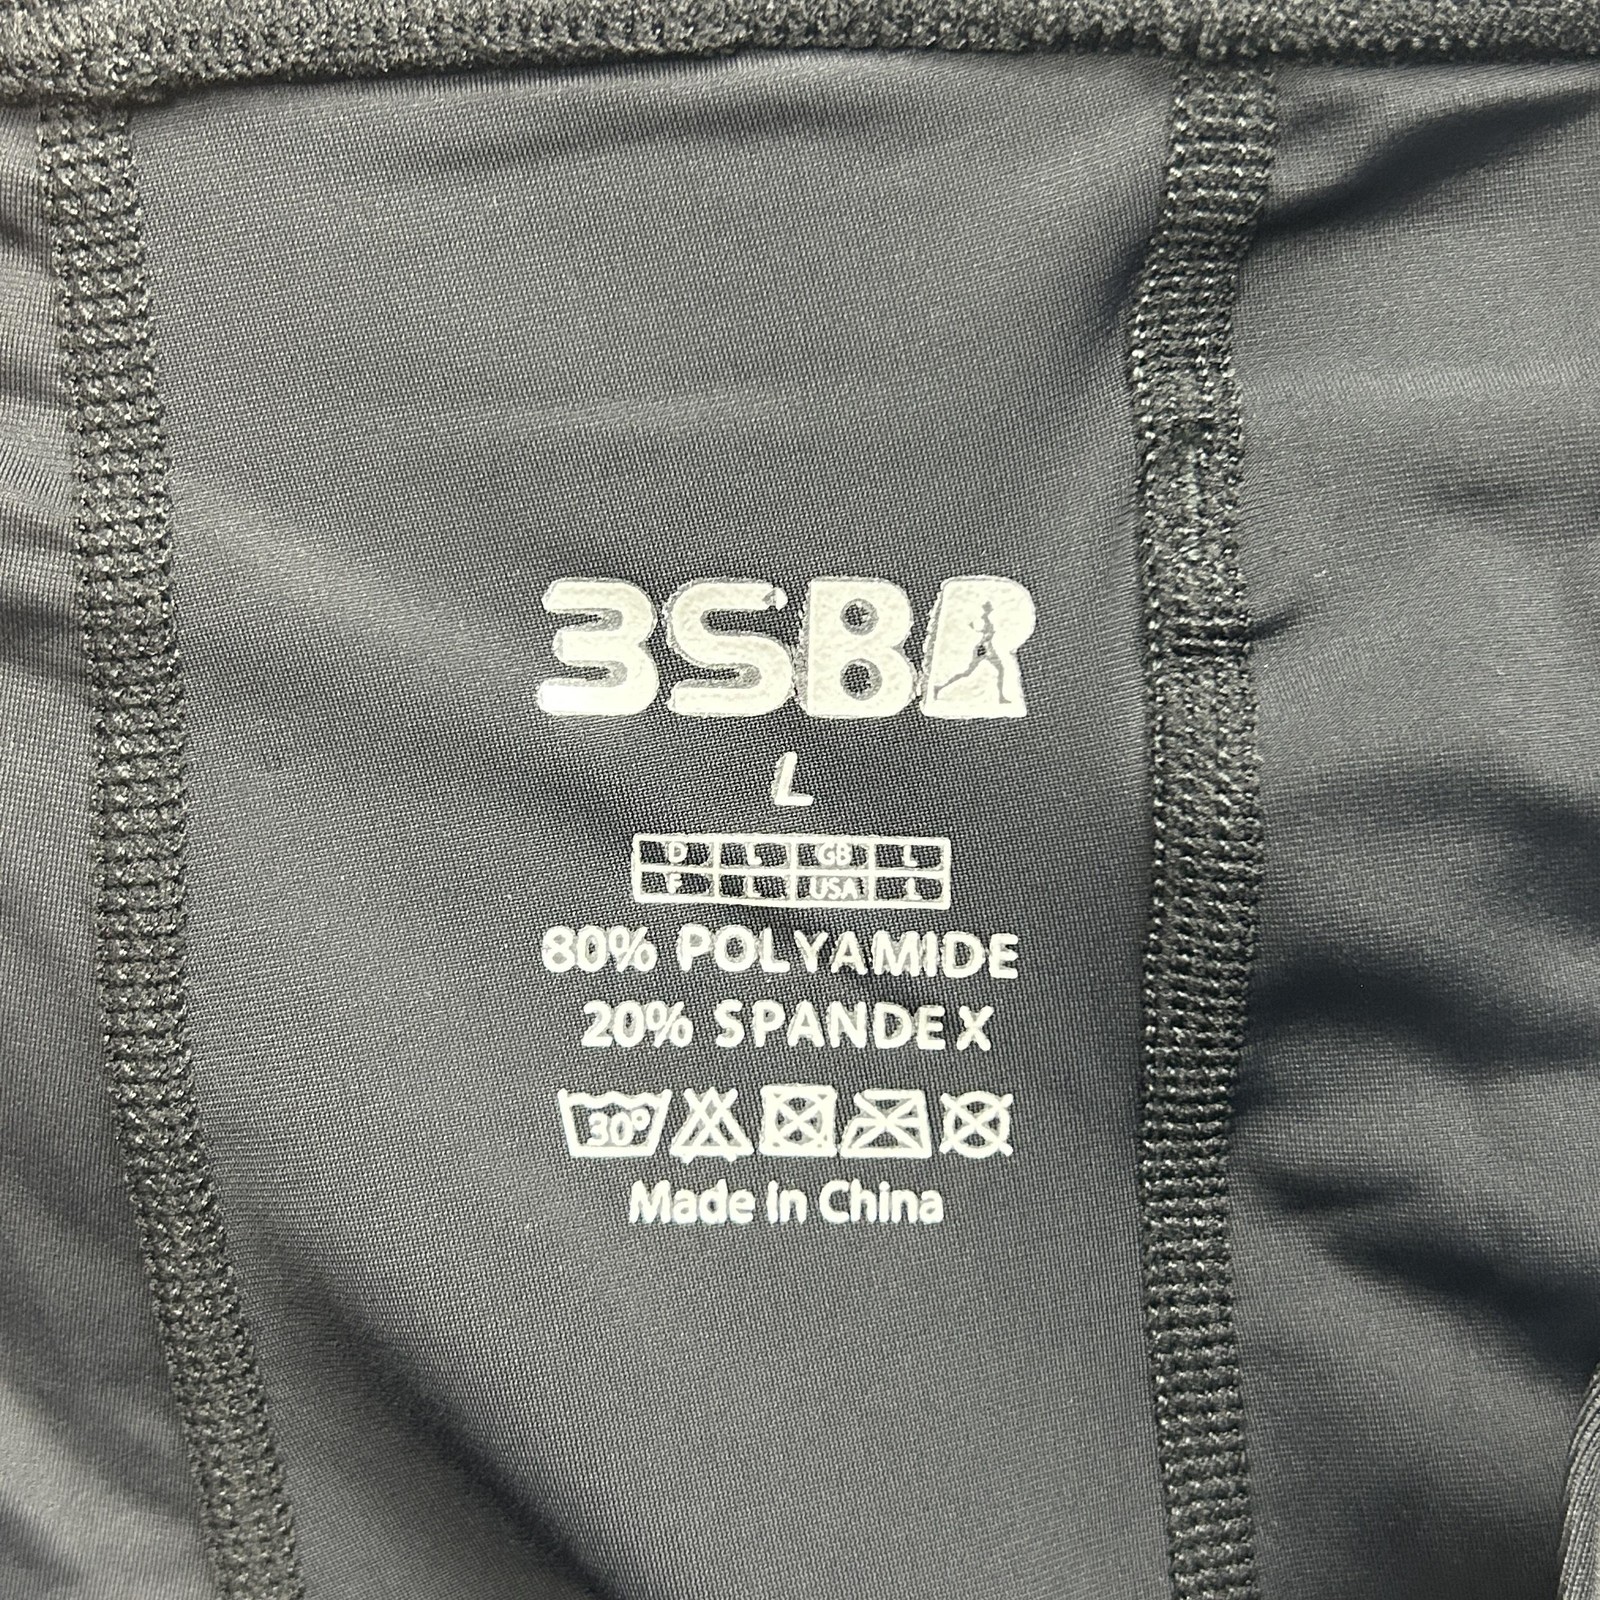 3SBR
L
D L GB L
F L USA L
80% POLYAMIDE
20% SPANDEX
30°
Made In China